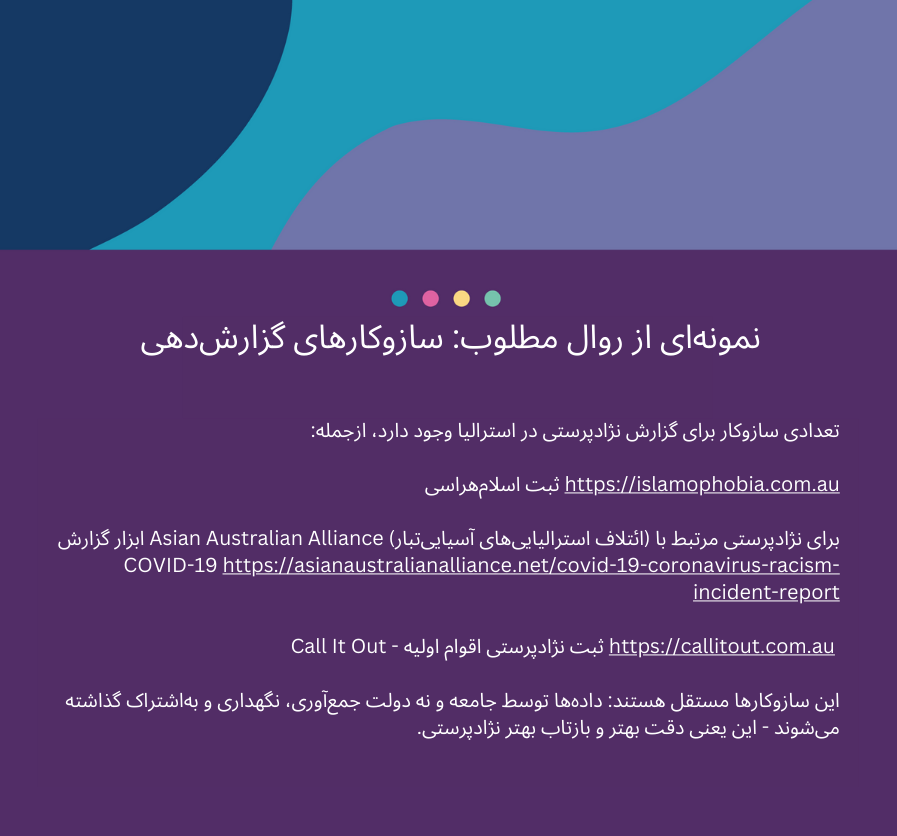 نمونه‌ای از روال مطلوب: سازوکارهای گزارش‌دهی
تعدادی سازوکار برای گزارش نژادپرستی در استرالیا وجود دارد، ازجمله:
https://islamophobia.com.au ثبت اسلام‌هراسی
برای نژادپرستی مرتبط با (ائتلاف استرالیایی‌های آسیایی‌تبار) Asian Australian Alliance ابزار گزارش
COVID-19 https://asianaustralianalliance.net/covid-19-coronavirus-racism-
incident-report
https://callitout.com.au ثبت نژادپرستی اقوام اولیه - Call It Out
این سازوکارها مستقل هستند: داده‌ها توسط جامعه و نه دولت جمع‌آوری، نگهداری و به‌اشتراک گذاشته
می‌شوند - این یعنی دقت بهتر و بازتاب بهتر نژادپرستی.